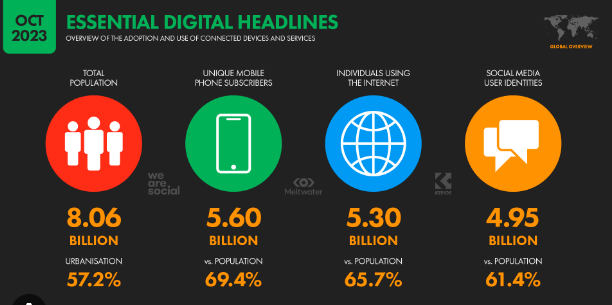 OCT
2023
ESSENTIAL DIGITAL HEADLINES
OVERVIEW OF THE ADOPTION AND USE OF CONNECTED DEVICES AND SERVICES
GLOBAL OVERVIEW
TOTAL
POPULATION
UNIQUE MOBILE
PHONE SUBSCRIBERS
INDIVIDUALS USING
THE INTERNET
SOCIAL MEDIA
USER IDENTITIES
we
are
social
Meltwater
KEPIOS
8.06
BILLION
5.60
BILLION
5.30
BILLION
4.95
BILLION
URBANISATION
57.2%
vs. POPULATION
69.4%
vs. POPULATION
65.7%
vs. POPULATION
61.4%